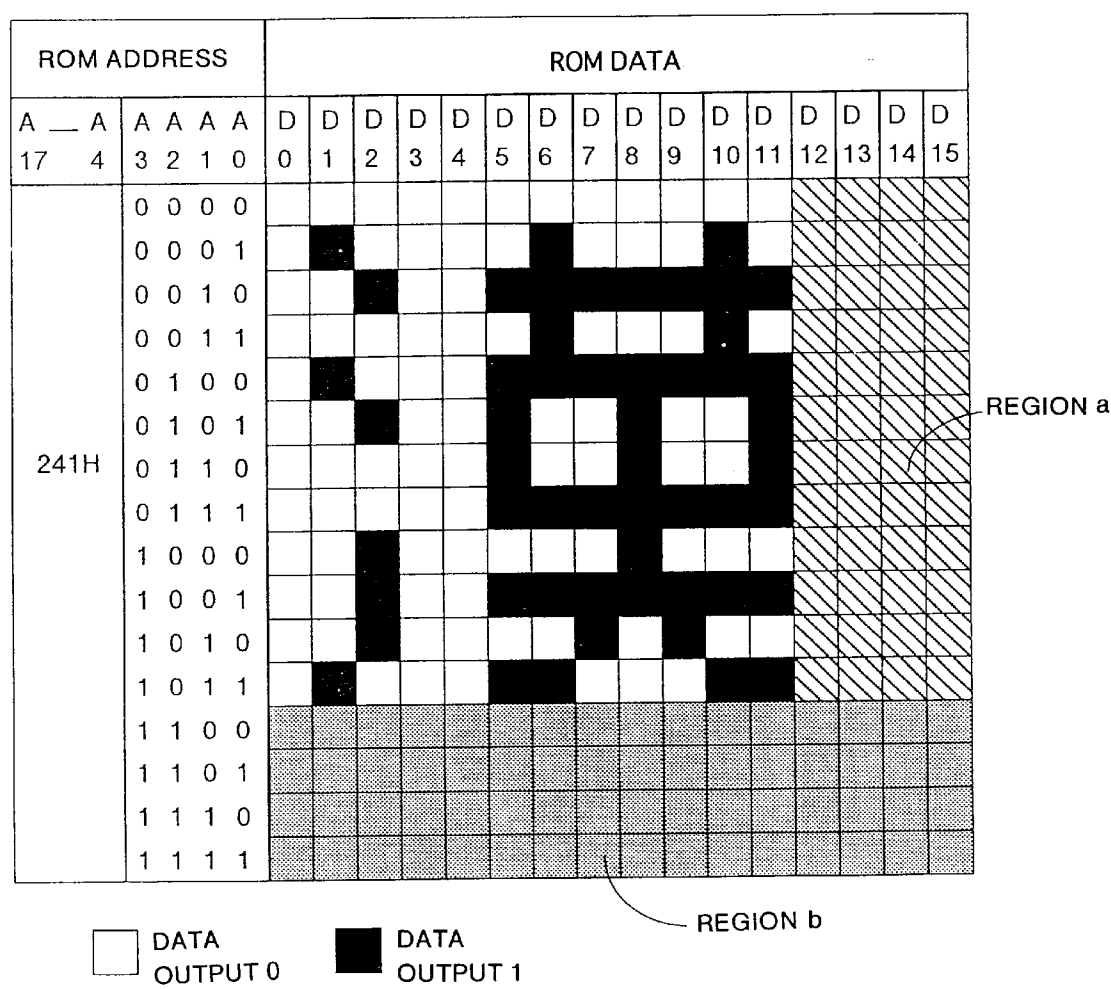 ROM ADDRESS ROM DATA
A — A A A A A D D D D D D D D D D D D D D D D
17 4 3 2 1 0 0 1 2 3 4 5 6 7 8 9 10 11 12 13 14 15
0 0 0 0
0 0 0 1
0 0 1 0
0 0 1 1
0 1 0 0
0 1 0 1
REGION a
241H 0 1 1 0
0 1 1 1
1 0 0 0
1 0 0 1
1 0 1 0
1 0 1 1
1 1 0 0
1 1 0 1
1 1 1 0
1 1 1 1
REGION b
DATA
OUTPUT 0
DATA
OUTPUT 1